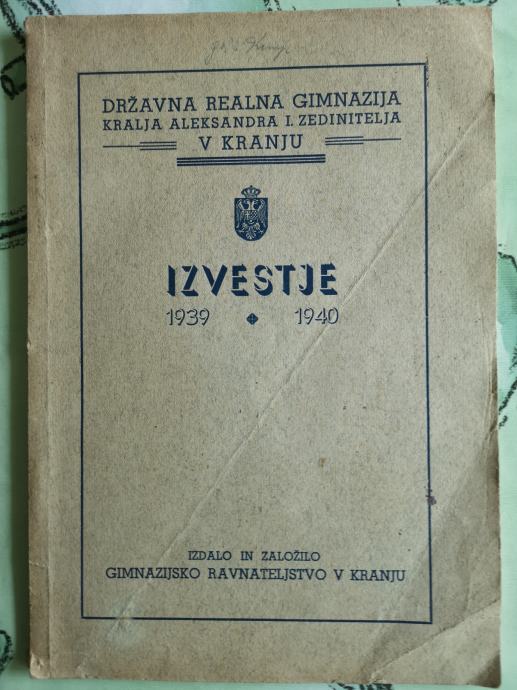 DRŽAVNA REALNA GIMNAZIJA
KRALJA ALEKSANDRA I. ZEDINITELJA
V KRANJU
IZVESTJE
1939 1940
IZDALO IN ZALOŽILO
GIMNAZIJSKO RAVNATELJSTVO V KRANJU